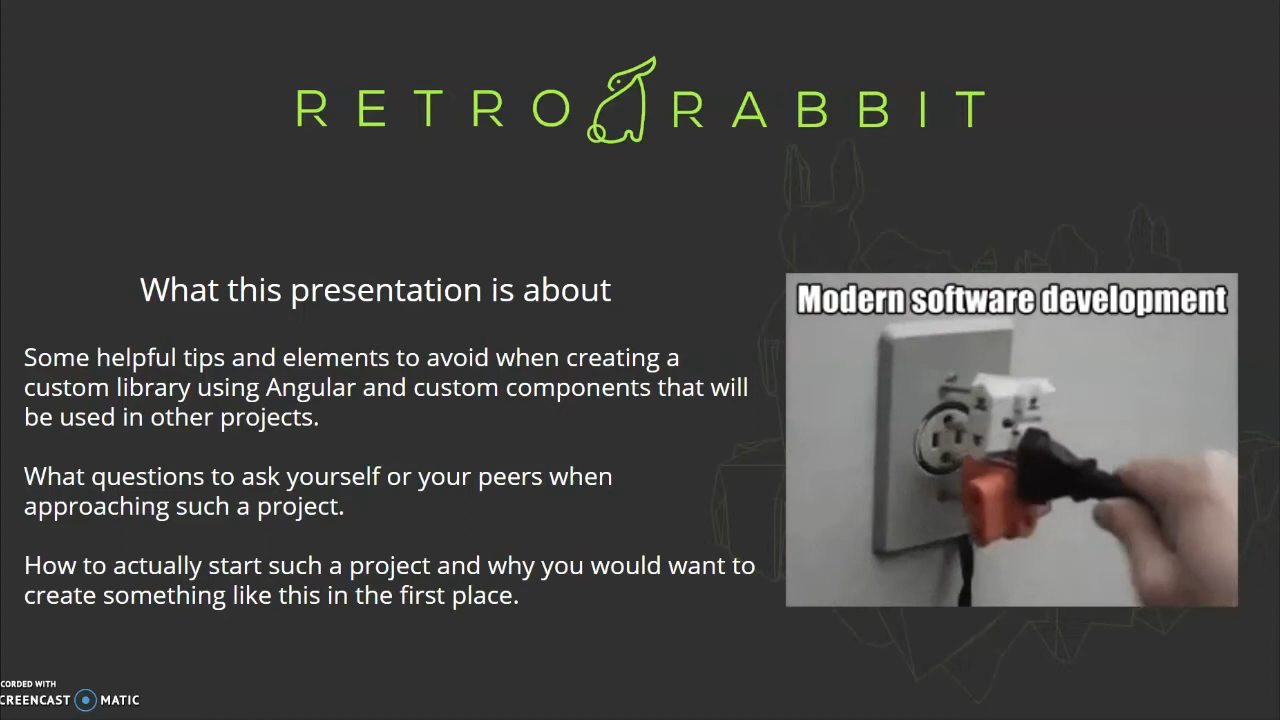 RETRO RABBIT
What this presentation is about
Some helpful tips and elements to avoid when creating a
custom library using Angular and custom components that will
be used in other projects.
What questions to ask yourself or your peers when
approaching such a project.
How to actually start such a project and why you would want to
create something like this in the first place.
Modern software development
CORDED WITH
CREENCAST MATIC